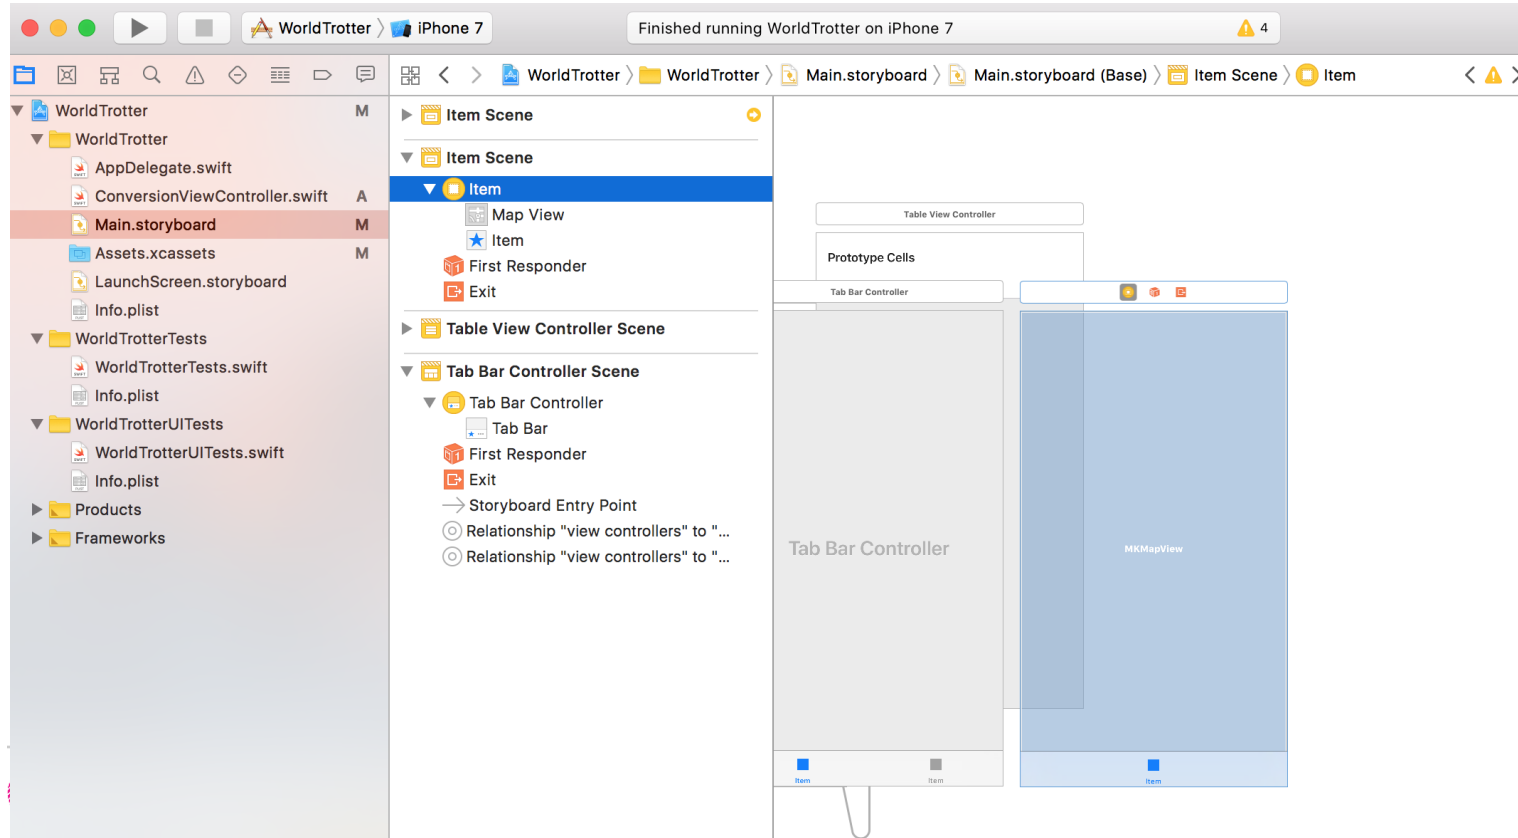 WorldTrotter iPhone 7
Finished running WorldTrotter on iPhone 7
4
WorldTrotter WorldTrotter Main.storyboard Main.storyboard (Base) Item Scene Item
WorldTrotter M
WorldTrotter
AppDelegate.swift
ConversionViewController.swift A
Main.storyboard M
Assets.xcassets M
LaunchScreen.storyboard
Info.plist
WorldTrotterTests
WorldTrotterTests.swift
Info.plist
WorldTrotterUITests
WorldTrotterUITests.swift
Info.plist
Products
Frameworks
Item Scene
Item Scene
Item
Map View
Item
First Responder
Exit
Table View Controller Scene
Tab Bar Controller Scene
Tab Bar Controller
Tab Bar
First Responder
Exit
Storyboard Entry Point
Relationship "view controllers" to "...
Relationship "view controllers" to "...
Table View Controller
Prototype Cells
Tab Bar Controller
Tab Bar Controller
MKMapView
Item
Item
Item